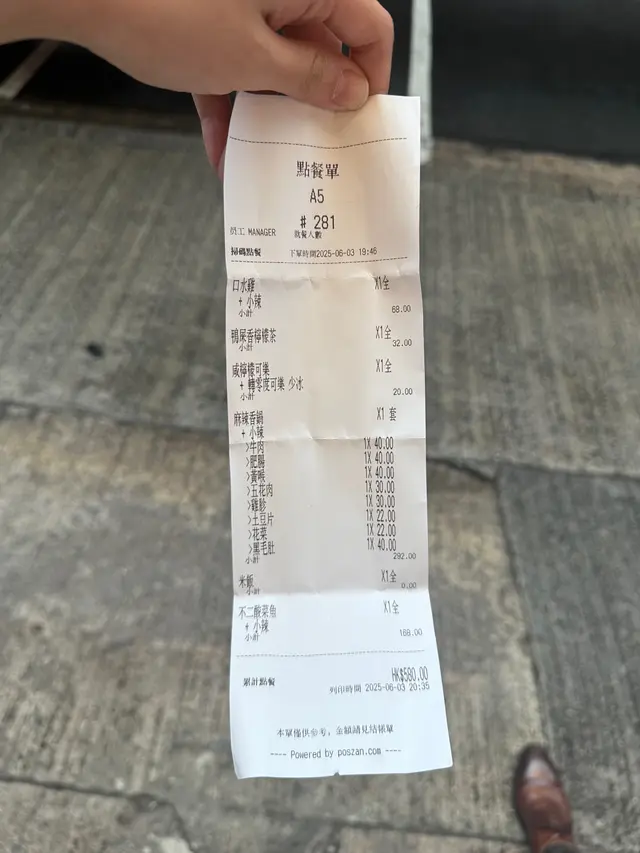 點餐單
A5
# 281
員工 MANAGER 就餐人數
掃碼點餐 下單時間2025-06-03 19:46
口水雞 X1全
+ 小辣
小計 68.00
鴨屎香檸檬茶 X1全
小計 32.00
咸檸檬可樂 X1全
+ 轉零度可樂 少冰
小計 20.00
麻辣香鍋 X1 套
+ 小辣
>牛肉 1X 40.00
>肥腸 1X 40.00
>黃喉 1X 40.00
>五花肉 1X 30.00
>雞胗 1X 30.00
>土豆片 1X 22.00
>花菜 1X 22.00
>黑毛肚 1X 40.00
小計 292.00
米飯 X1全
小計 0.00
不二酸菜魚 X1全
+ 小辣
小計 168.00
累計點餐 HK$580.00
列印時間 2025-06-03 20:35
本單僅供參考, 金額請見結賬單
---- Powered by poszan.com ----